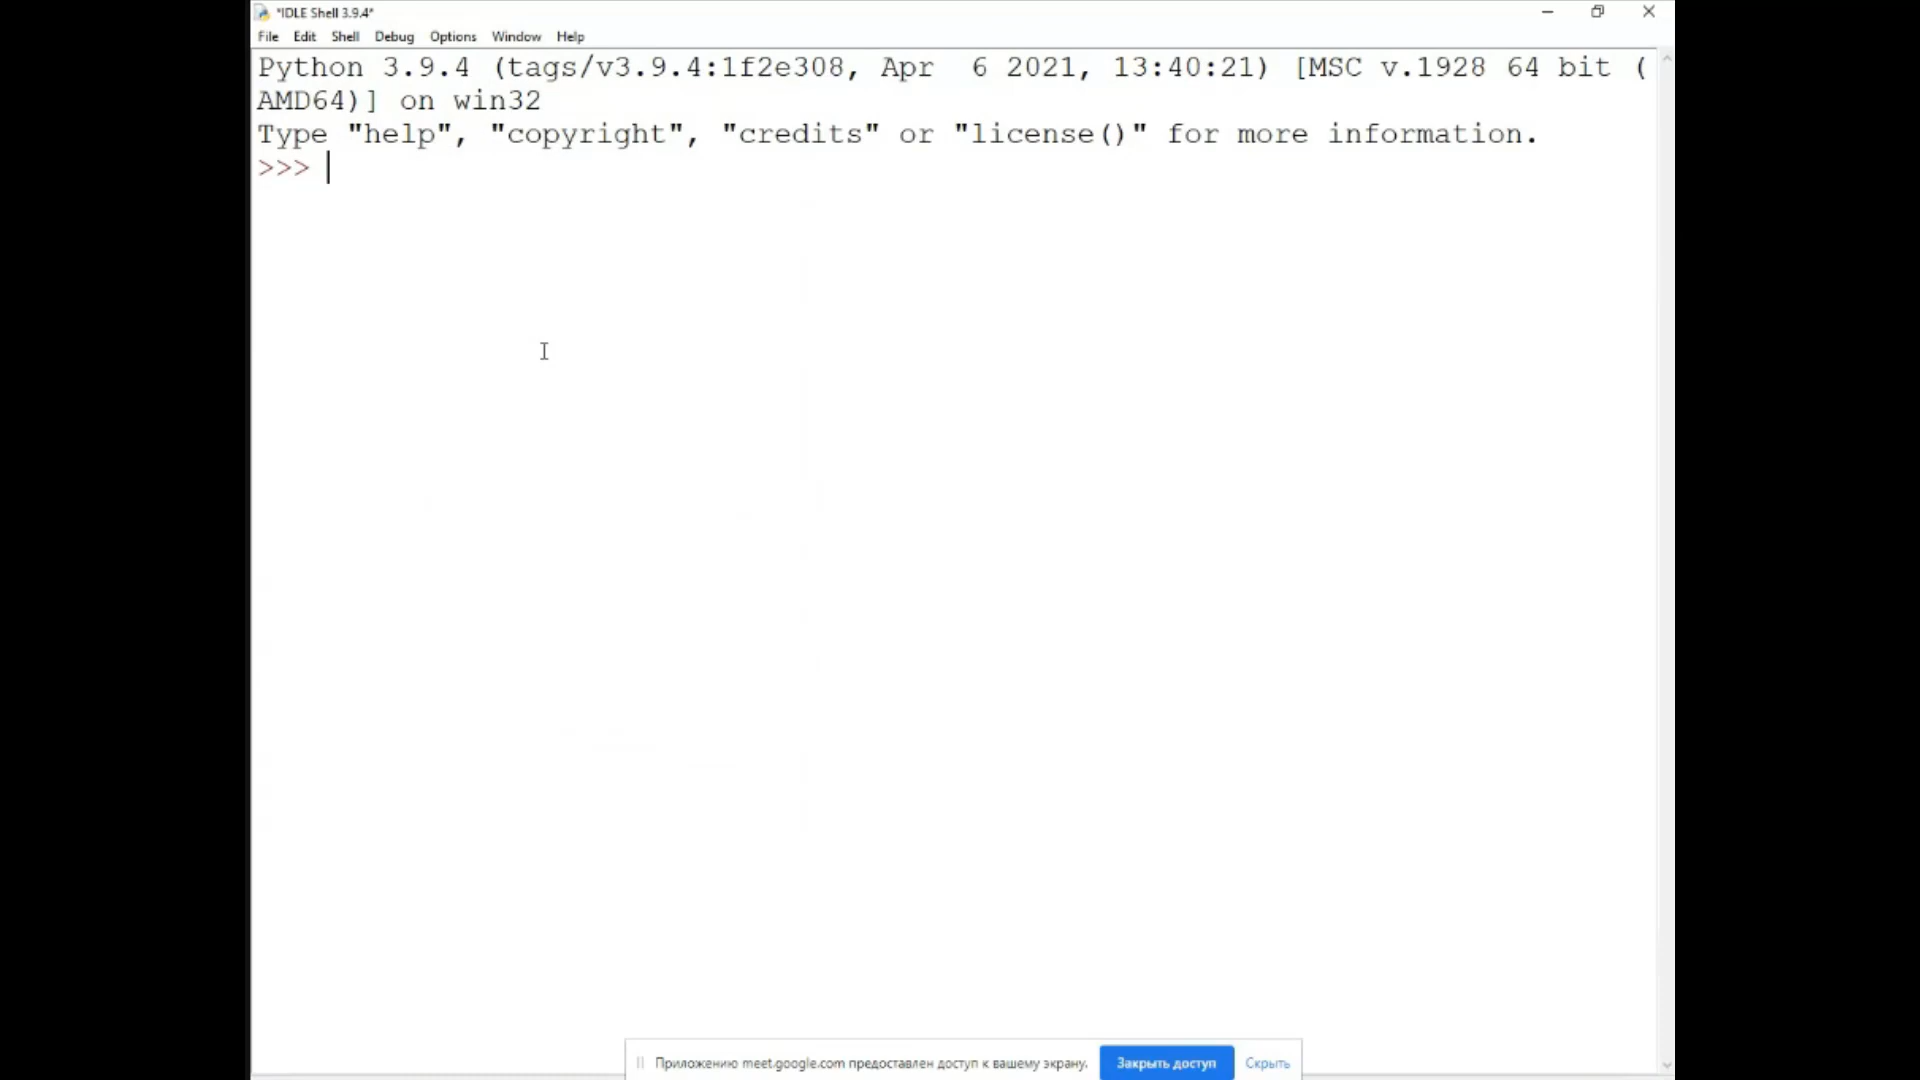 *IDLE Shell 3.9.4*
File Edit Shell Debug Options Window Help
Python 3.9.4 (tags/v3.9.4:1f2e308, Apr  6 2021, 13:40:21) [MSC v.1928 64 bit (
AMD64)] on win32
Type "help", "copyright", "credits" or "license()" for more information.
>>>
Приложению meet.google.com предоставлен доступ к вашему экрану. Закрыть доступ Скрыть